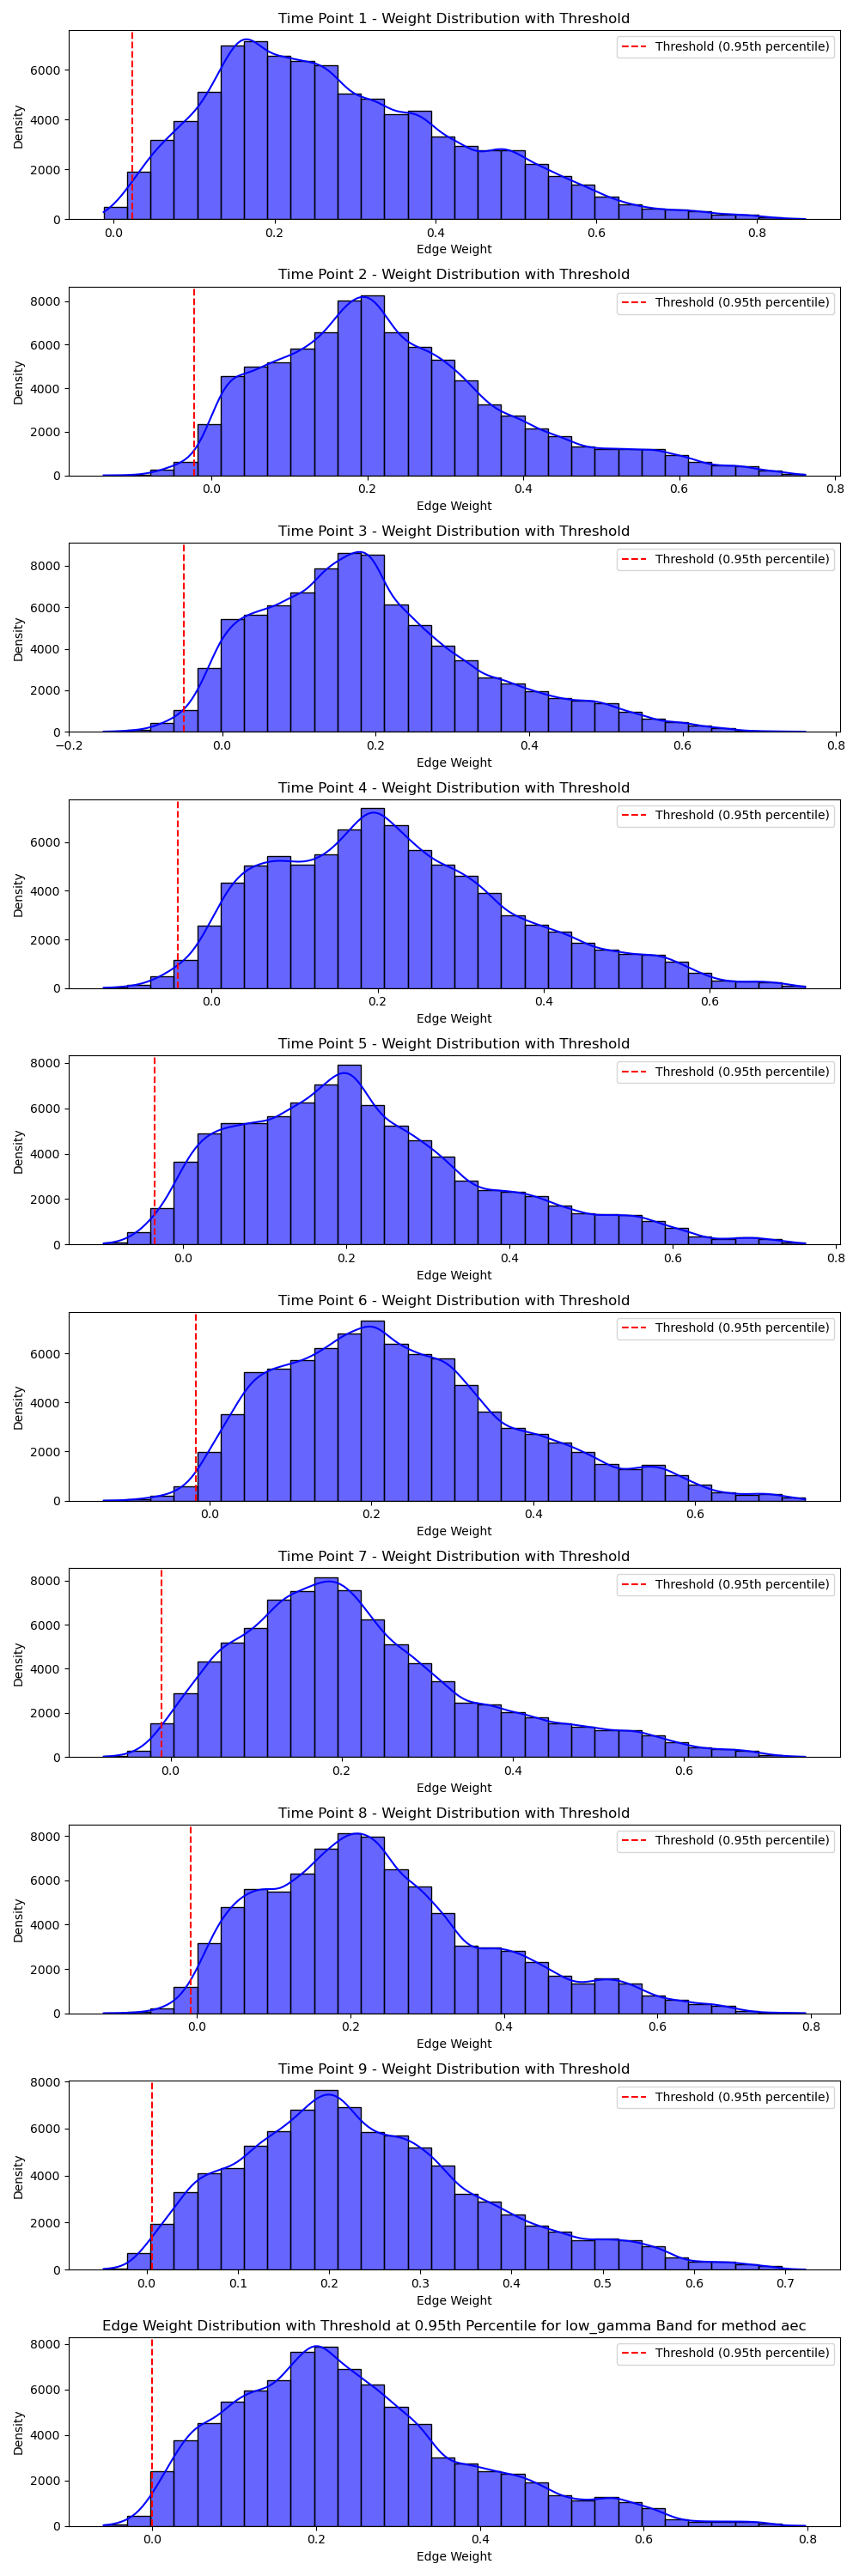 Time Point 1 - Weight Distribution with Threshold
Threshold (0.95th percentile)
Density
6000
4000
2000
0
0.0 0.2 0.4 0.6 0.8
Edge Weight
Time Point 2 - Weight Distribution with Threshold
Threshold (0.95th percentile)
Density
8000
6000
4000
2000
0
0.0 0.2 0.4 0.6 0.8
Edge Weight
Time Point 3 - Weight Distribution with Threshold
Threshold (0.95th percentile)
Density
8000
6000
4000
2000
0
−0.2 0.0 0.2 0.4 0.6 0.8
Edge Weight
Time Point 4 - Weight Distribution with Threshold
Threshold (0.95th percentile)
Density
6000
4000
2000
0
0.0 0.2 0.4 0.6
Edge Weight
Time Point 5 - Weight Distribution with Threshold
Threshold (0.95th percentile)
Density
8000
6000
4000
2000
0
0.0 0.2 0.4 0.6 0.8
Edge Weight
Time Point 6 - Weight Distribution with Threshold
Threshold (0.95th percentile)
Density
6000
4000
2000
0
0.0 0.2 0.4 0.6
Edge Weight
Time Point 7 - Weight Distribution with Threshold
Threshold (0.95th percentile)
Density
8000
6000
4000
2000
0
0.0 0.2 0.4 0.6
Edge Weight
Time Point 8 - Weight Distribution with Threshold
Threshold (0.95th percentile)
Density
8000
6000
4000
2000
0
0.0 0.2 0.4 0.6 0.8
Edge Weight
Time Point 9 - Weight Distribution with Threshold
Threshold (0.95th percentile)
Density
8000
6000
4000
2000
0
0.0 0.1 0.2 0.3 0.4 0.5 0.6 0.7
Edge Weight
Edge Weight Distribution with Threshold at 0.95th Percentile for low_gamma Band for method aec
Threshold (0.95th percentile)
Density
8000
6000
4000
2000
0
0.0 0.2 0.4 0.6 0.8
Edge Weight